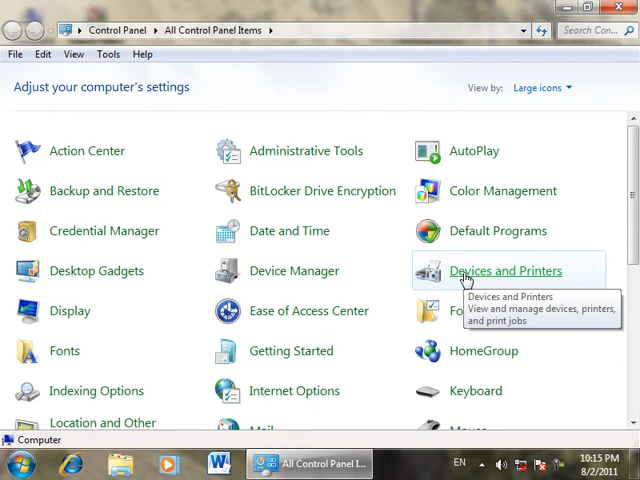 Control Panel
All Control Panel Items
Search Con...
File Edit View Tools Help
Adjust your computer's settings
View by: Large icons
Action Center
Administrative Tools
AutoPlay
Backup and Restore
BitLocker Drive Encryption
Color Management
Credential Manager
Date and Time
Default Programs
Desktop Gadgets
Device Manager
Devices and Printers
Devices and Printers
View and manage devices, printers,
and print jobs
Display
Ease of Access Center
Fo
Fonts
Getting Started
HomeGroup
Indexing Options
Internet Options
Keyboard
Location and Other
Mail
Mouse
Computer
All Control Panel I...
EN
10:15 PM
8/2/2011